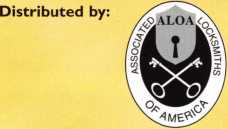 Distributed by:
ALOA
ASSOCIATED LOCKSMITHS
OF AMERICA